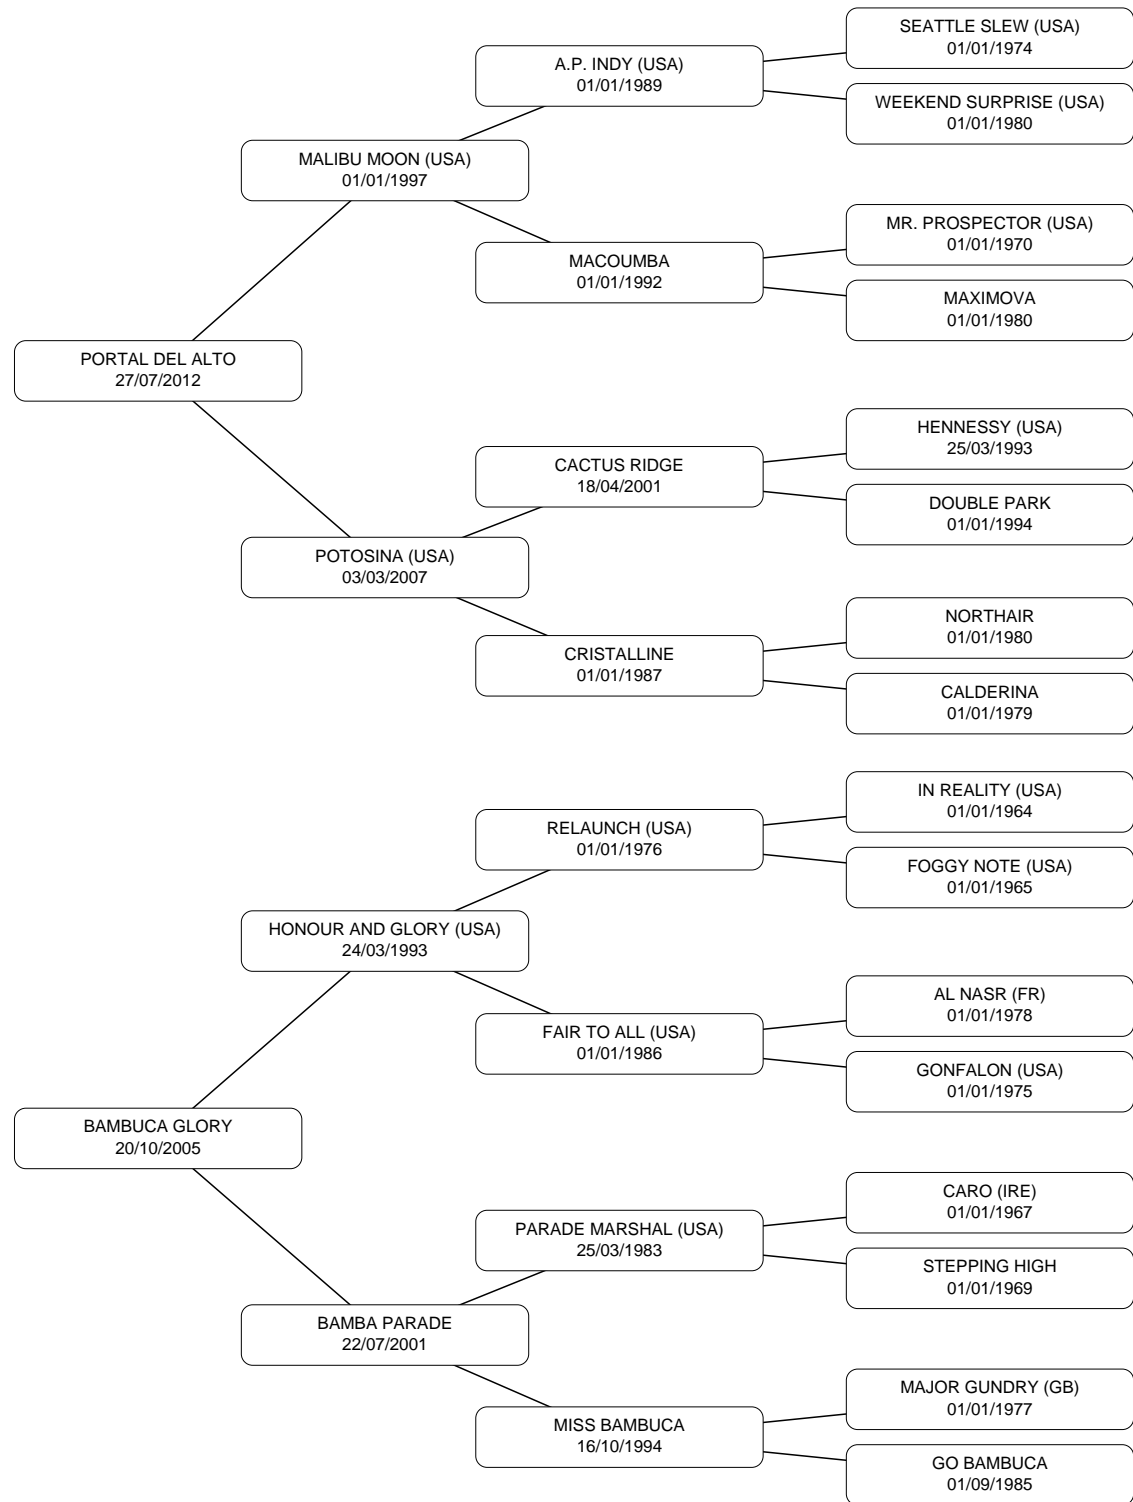 SEATTLE SLEW (USA)
01/01/1974
A.P. INDY (USA)
01/01/1989
WEEKEND SURPRISE (USA)
01/01/1980
MALIBU MOON (USA)
01/01/1997
MR. PROSPECTOR (USA)
01/01/1970
MACOUMBA
01/01/1992
MAXIMOVA
01/01/1980
PORTAL DEL ALTO
27/07/2012
HENNESSY (USA)
25/03/1993
CACTUS RIDGE
18/04/2001
DOUBLE PARK
01/01/1994
POTOSINA (USA)
03/03/2007
NORTHAIR
01/01/1980
CRISTALLINE
01/01/1987
CALDERINA
01/01/1979
IN REALITY (USA)
01/01/1964
RELAUNCH (USA)
01/01/1976
FOGGY NOTE (USA)
01/01/1965
HONOUR AND GLORY (USA)
24/03/1993
AL NASR (FR)
01/01/1978
FAIR TO ALL (USA)
01/01/1986
GONFALON (USA)
01/01/1975
BAMBUCA GLORY
20/10/2005
CARO (IRE)
01/01/1967
PARADE MARSHAL (USA)
25/03/1983
STEPPING HIGH
01/01/1969
BAMBA PARADE
22/07/2001
MAJOR GUNDRY (GB)
01/01/1977
MISS BAMBUCA
16/10/1994
GO BAMBUCA
01/09/1985